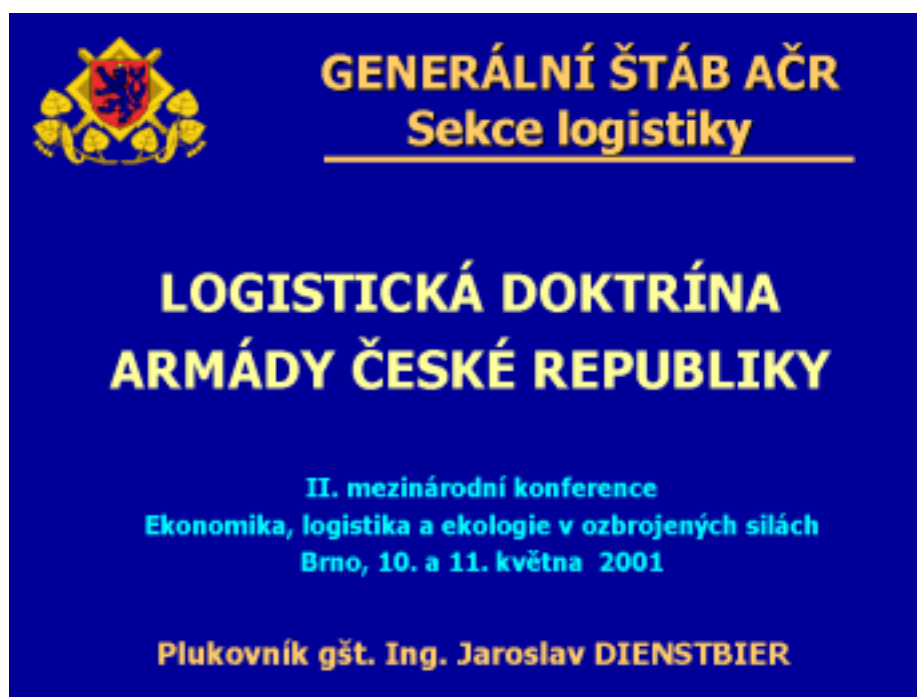 GENERÁLNÍ ŠTÁB AČR
Sekce logistiky
LOGISTICKÁ DOKTRÍNA
ARMÁDY ČESKÉ REPUBLIKY
II. mezinárodní konference
Ekonomika, logistika a ekologie v ozbrojených silách
Brno, 10. a 11. května 2001
Plukovník gšt. Ing. Jaroslav DIENSTBIER